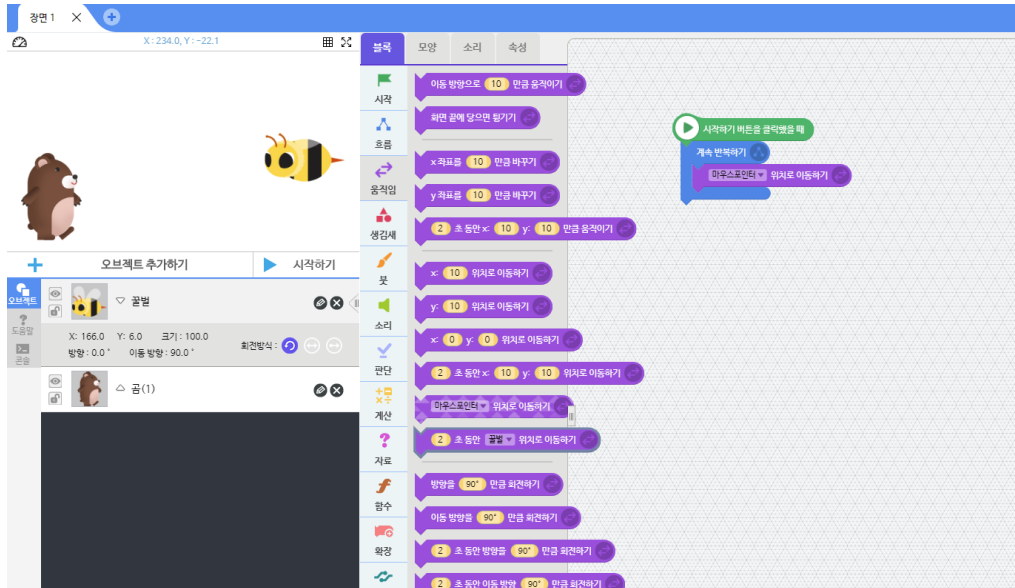 장면 1
X : 234.0, Y : -22.1
오브젝트 추가하기
시작하기
오브젝트
도움말
콘솔
꿀벌
X: 166.0 Y: 6.0 크기 : 100.0
방향 : 0.0˚ 이동 방향 : 90.0˚
회전방식 :
곰(1)
블록 모양 소리 속성
시작
흐름
움직임
생김새
붓
소리
판단
계산
자료
함수
확장
이동 방향으로 10 만큼 움직이기
화면 끝에 닿으면 튕기기
x 좌표를 10 만큼 바꾸기
y 좌표를 10 만큼 바꾸기
2 초 동안 x: 10 y: 10 만큼 움직이기
x: 10 위치로 이동하기
y: 10 위치로 이동하기
x: 0 y: 0 위치로 이동하기
2 초 동안 x: 10 y: 10 위치로 이동하기
마우스포인터 위치로 이동하기
2 초 동안 꿀벌 위치로 이동하기
방향을 90˚ 만큼 회전하기
이동 방향을 90˚ 만큼 회전하기
2 초 동안 방향을 90˚ 만큼 회전하기
2 초 동안 이동 방향 90˚ 만큼 회전하기
시작하기 버튼을 클릭했을 때
계속 반복하기
마우스포인터 위치로 이동하기